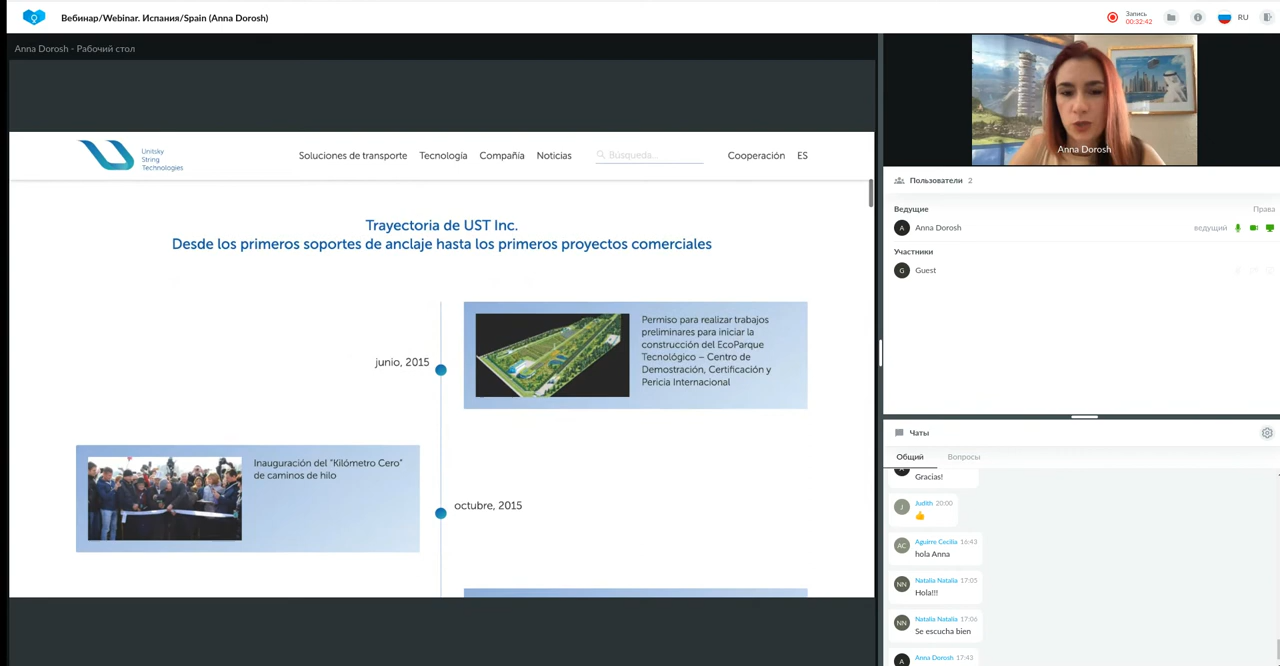 Вебинар/Webinar. Испания/Spain (Anna Dorosh)
Запись
00:32:42
RU
Anna Dorosh - Рабочий стол
Unitsky
String
Technologies
Soluciones de transporte Tecnología Compañía Noticias Búsqueda... Cooperación ES
Trayectoria de UST Inc.
Desde los primeros soportes de anclaje hasta los primeros proyectos comerciales
junio, 2015
Permiso para realizar trabajos
preliminares para iniciar la
construcción del EcoParque
Tecnológico – Centro de
Demostración, Certificación y
Pericia Internacional
Inauguración del "Kilómetro Cero"
de caminos de hilo
octubre, 2015
Anna Dorosh
Пользователи 2
Ведущие Права
A Anna Dorosh ведущий
Участники
G Guest
Чаты
Общий Вопросы
A
Gracias!
J Judith 20:00
AC Aguirre Cecilia 16:43
hola Anna
NN Natalia Natalia 17:05
Hola!!!
NN Natalia Natalia 17:06
Se escucha bien
A Anna Dorosh 17:43